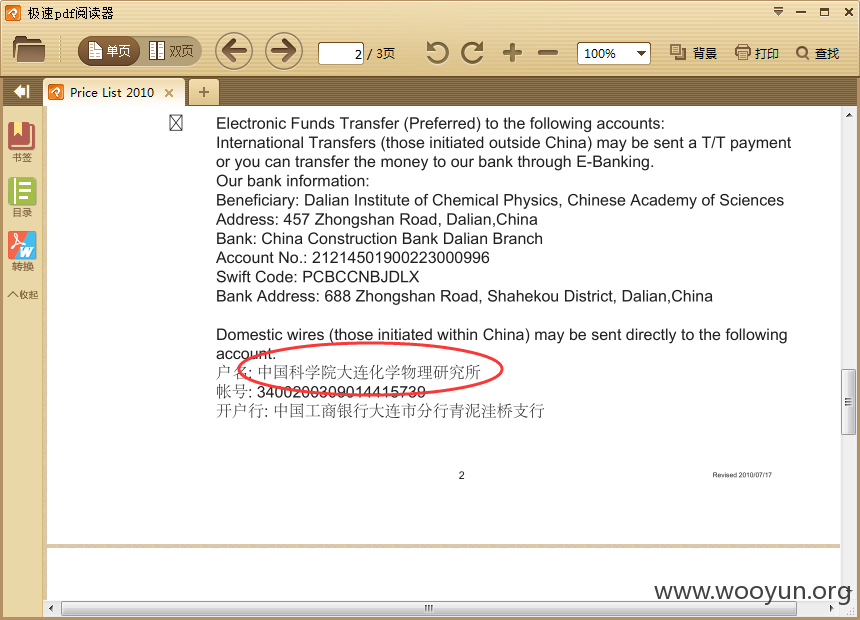 极速pdf阅读器
单页
双页
2 / 3页
100%
背景
打印
查找
Price List 2010
书签
目录
转换
收起
Electronic Funds Transfer (Preferred) to the following accounts:
International Transfers (those initiated outside China) may be sent a T/T payment
or you can transfer the money to our bank through E-Banking.
Our bank information:
Beneficiary: Dalian Institute of Chemical Physics, Chinese Academy of Sciences
Address: 457 Zhongshan Road, Dalian,China
Bank: China Construction Bank Dalian Branch
Account No.: 21214501900223000996
Swift Code: PCBCCNBJDLX
Bank Address: 688 Zhongshan Road, Shahekou District, Dalian,China
Domestic wires (those initiated within China) may be sent directly to the following
account:
户名: 中国科学院大连化学物理研究所
帐号: 3400200309014415739
开户行: 中国工商银行大连市分行青泥洼桥支行
2
Revised 2010/07/17
www.wooyun.org